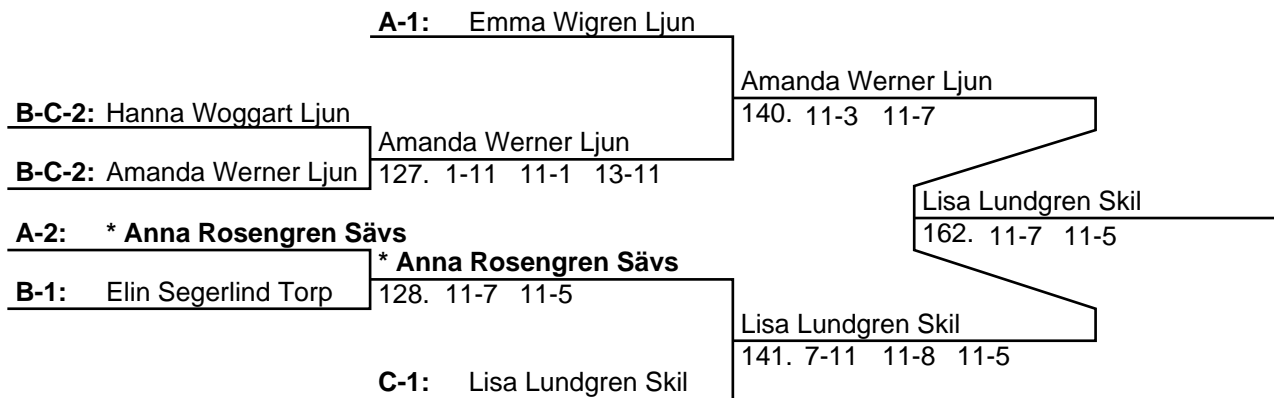 A-1: Emma Wigren Ljun
Amanda Werner Ljun
B-C-2: Hanna Woggart Ljun
140. 11-3 11-7
Amanda Werner Ljun
B-C-2: Amanda Werner Ljun
127. 1-11 11-1 13-11
Lisa Lundgren Skil
A-2: * Anna Rosengren Sävs
162. 11-7 11-5
* Anna Rosengren Sävs
B-1: Elin Segerlind Torp
128. 11-7 11-5
Lisa Lundgren Skil
141. 7-11 11-8 11-5
C-1: Lisa Lundgren Skil